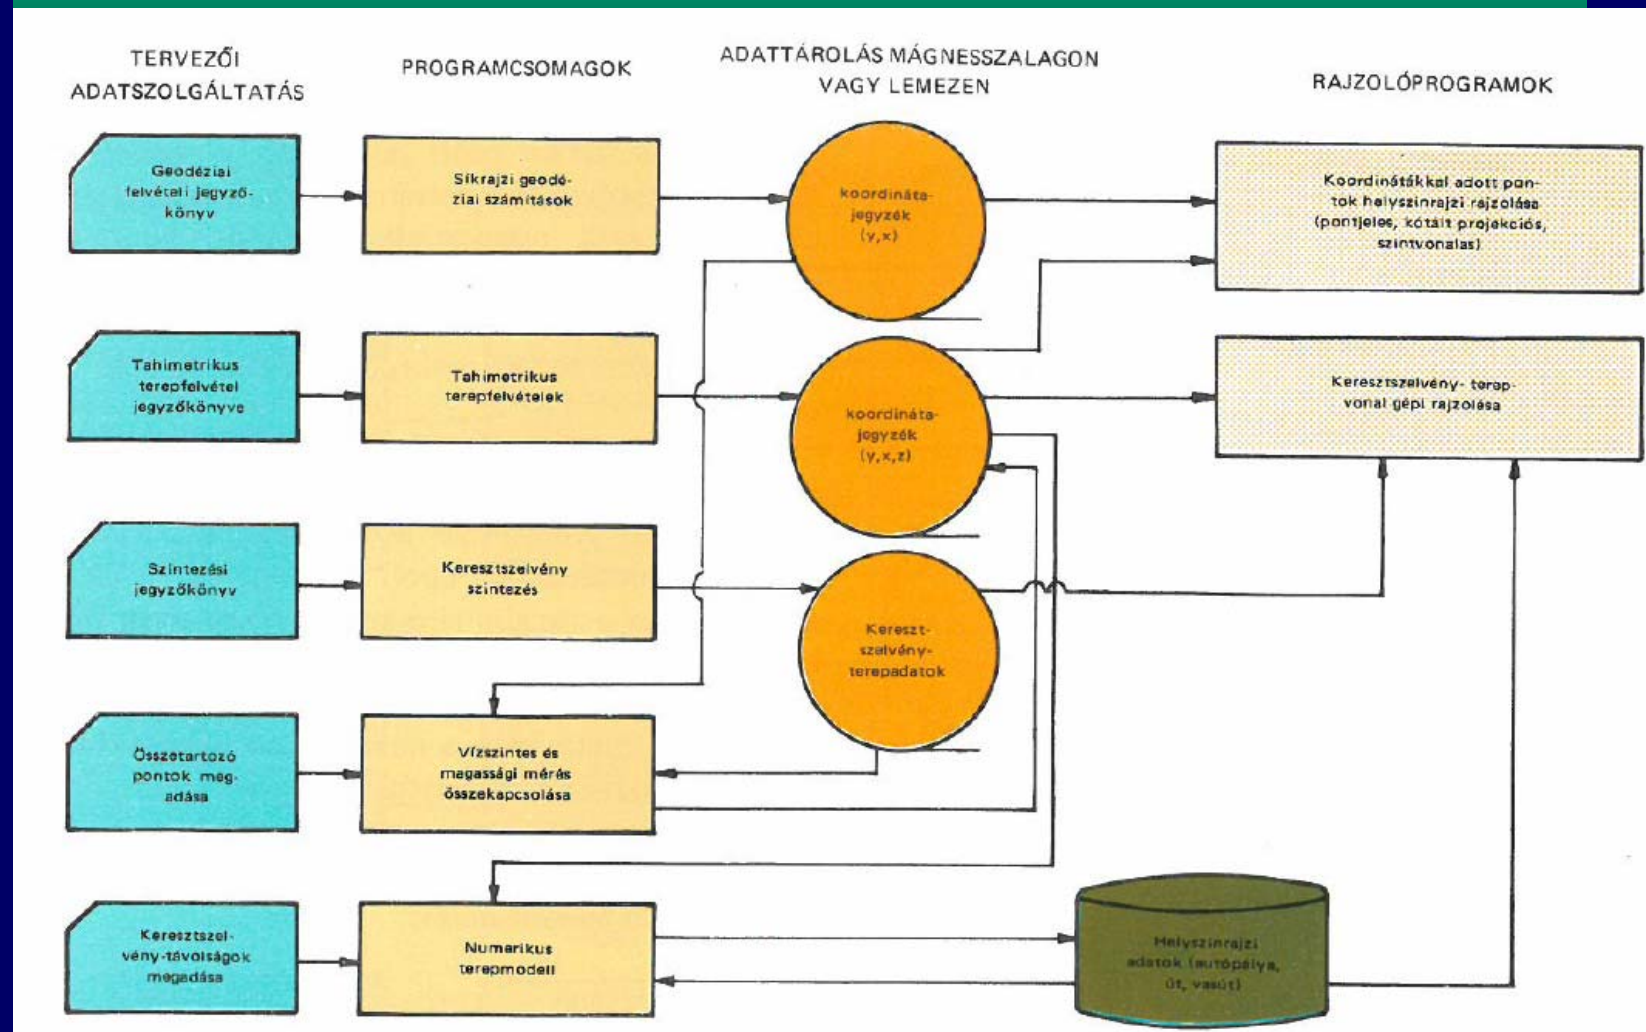 TERVEZŐI
ADATSZOLGÁLTATÁS
PROGRAMCSOMAGOK
ADATTÁROLÁS MÁGNESSZALAGON
VAGY LEMEZEN
RAJZOLÓPROGRAMOK
Geodéziai
felvételi jegyző-
könyv
Síkrajzi geodé-
ziai számítások
koordináta-
jegyzék
(y,x)
Koordinátákkal adott pon-
tok helyszínrajzi rajzolása
(pontjeles, kótált projekciós,
szintvonalas)
Tahimetrikus
terepfelvétel
jegyzőkönyve
Tahimetrikus
terepfelvételek
koordináta-
jegyzék
(y,x,z)
Keresztszelvény- terep-
vonal gépi rajzolása
Szintezési
jegyzőkönyv
Keresztszelvény
szintezés
Kereszt-
szelvény-
terepadatok
Összetartozó
pontok meg-
adása
Vízszintes és
magassági mérés
összekapcsolása
Keresztszel-
vény-távolságok
megadása
Numerikus
terepmodell
Helyszínrajzi
adatok (autópálya,
út, vasút)